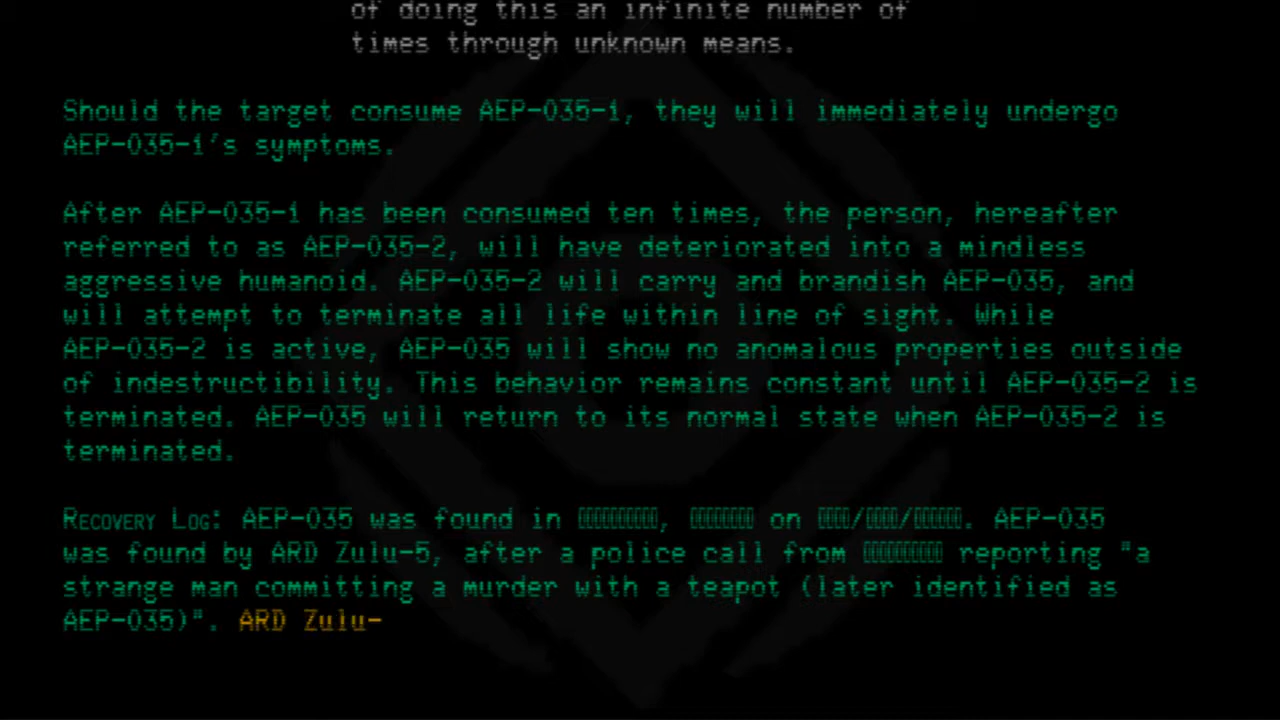 of doing this an infinite number of
times through unknown means.
Should the target consume AEP-035-1, they will immediately undergo
AEP-035-1's symptoms.
After AEP-035-1 has been consumed ten times, the person, hereafter
referred to as AEP-035-2, will have deteriorated into a mindless
aggressive humanoid. AEP-035-2 will carry and brandish AEP-035, and
will attempt to terminate all life within line of sight. While
AEP-035-2 is active, AEP-035 will show no anomalous properties outside
of indestructibility. This behavior remains constant until AEP-035-2 is
terminated. AEP-035 will return to its normal state when AEP-035-2 is
terminated.
Recovery Log: AEP-035 was found in ▯▯▯▯▯▯▯▯▯▯, ▯▯▯▯▯▯▯▯ on ▯▯▯▯/▯▯▯▯/▯▯▯▯▯▯. AEP-035
was found by ARD Zulu-5, after a police call from ▯▯▯▯▯▯▯▯▯▯ reporting "a
strange man committing a murder with a teapot (later identified as
AEP-035)". ARD Zulu-